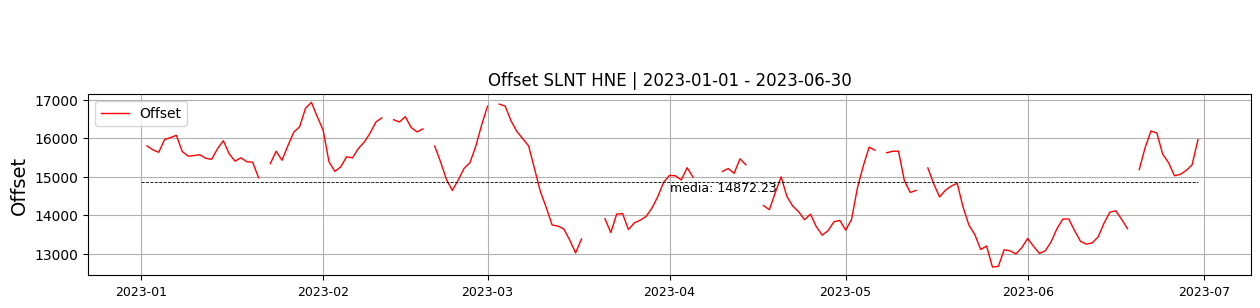 Offset SLNT HNE | 2023-01-01 - 2023-06-30
Offset
Offset
17000
16000
15000
14000
13000
media: 14872.23
2023-01 2023-02 2023-03 2023-04 2023-05 2023-06 2023-07